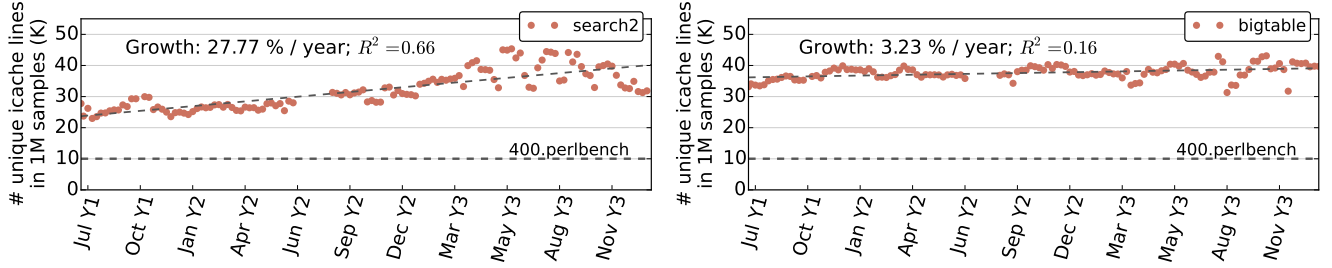 # unique icache lines
in 1M samples (K)
search2
Growth: 27.77 % / year; R² =0.66
400.perlbench
50
40
30
20
10
0
Jul Y1
Oct Y1
Jan Y2
Apr Y2
Jun Y2
Sep Y2
Dec Y2
Mar Y3
May Y3
Aug Y3
Nov Y3
# unique icache lines
in 1M samples (K)
bigtable
Growth: 3.23 % / year; R² =0.16
400.perlbench
50
40
30
20
10
0
Jul Y1
Oct Y1
Jan Y2
Apr Y2
Jun Y2
Sep Y2
Dec Y2
Mar Y3
May Y3
Aug Y3
Nov Y3